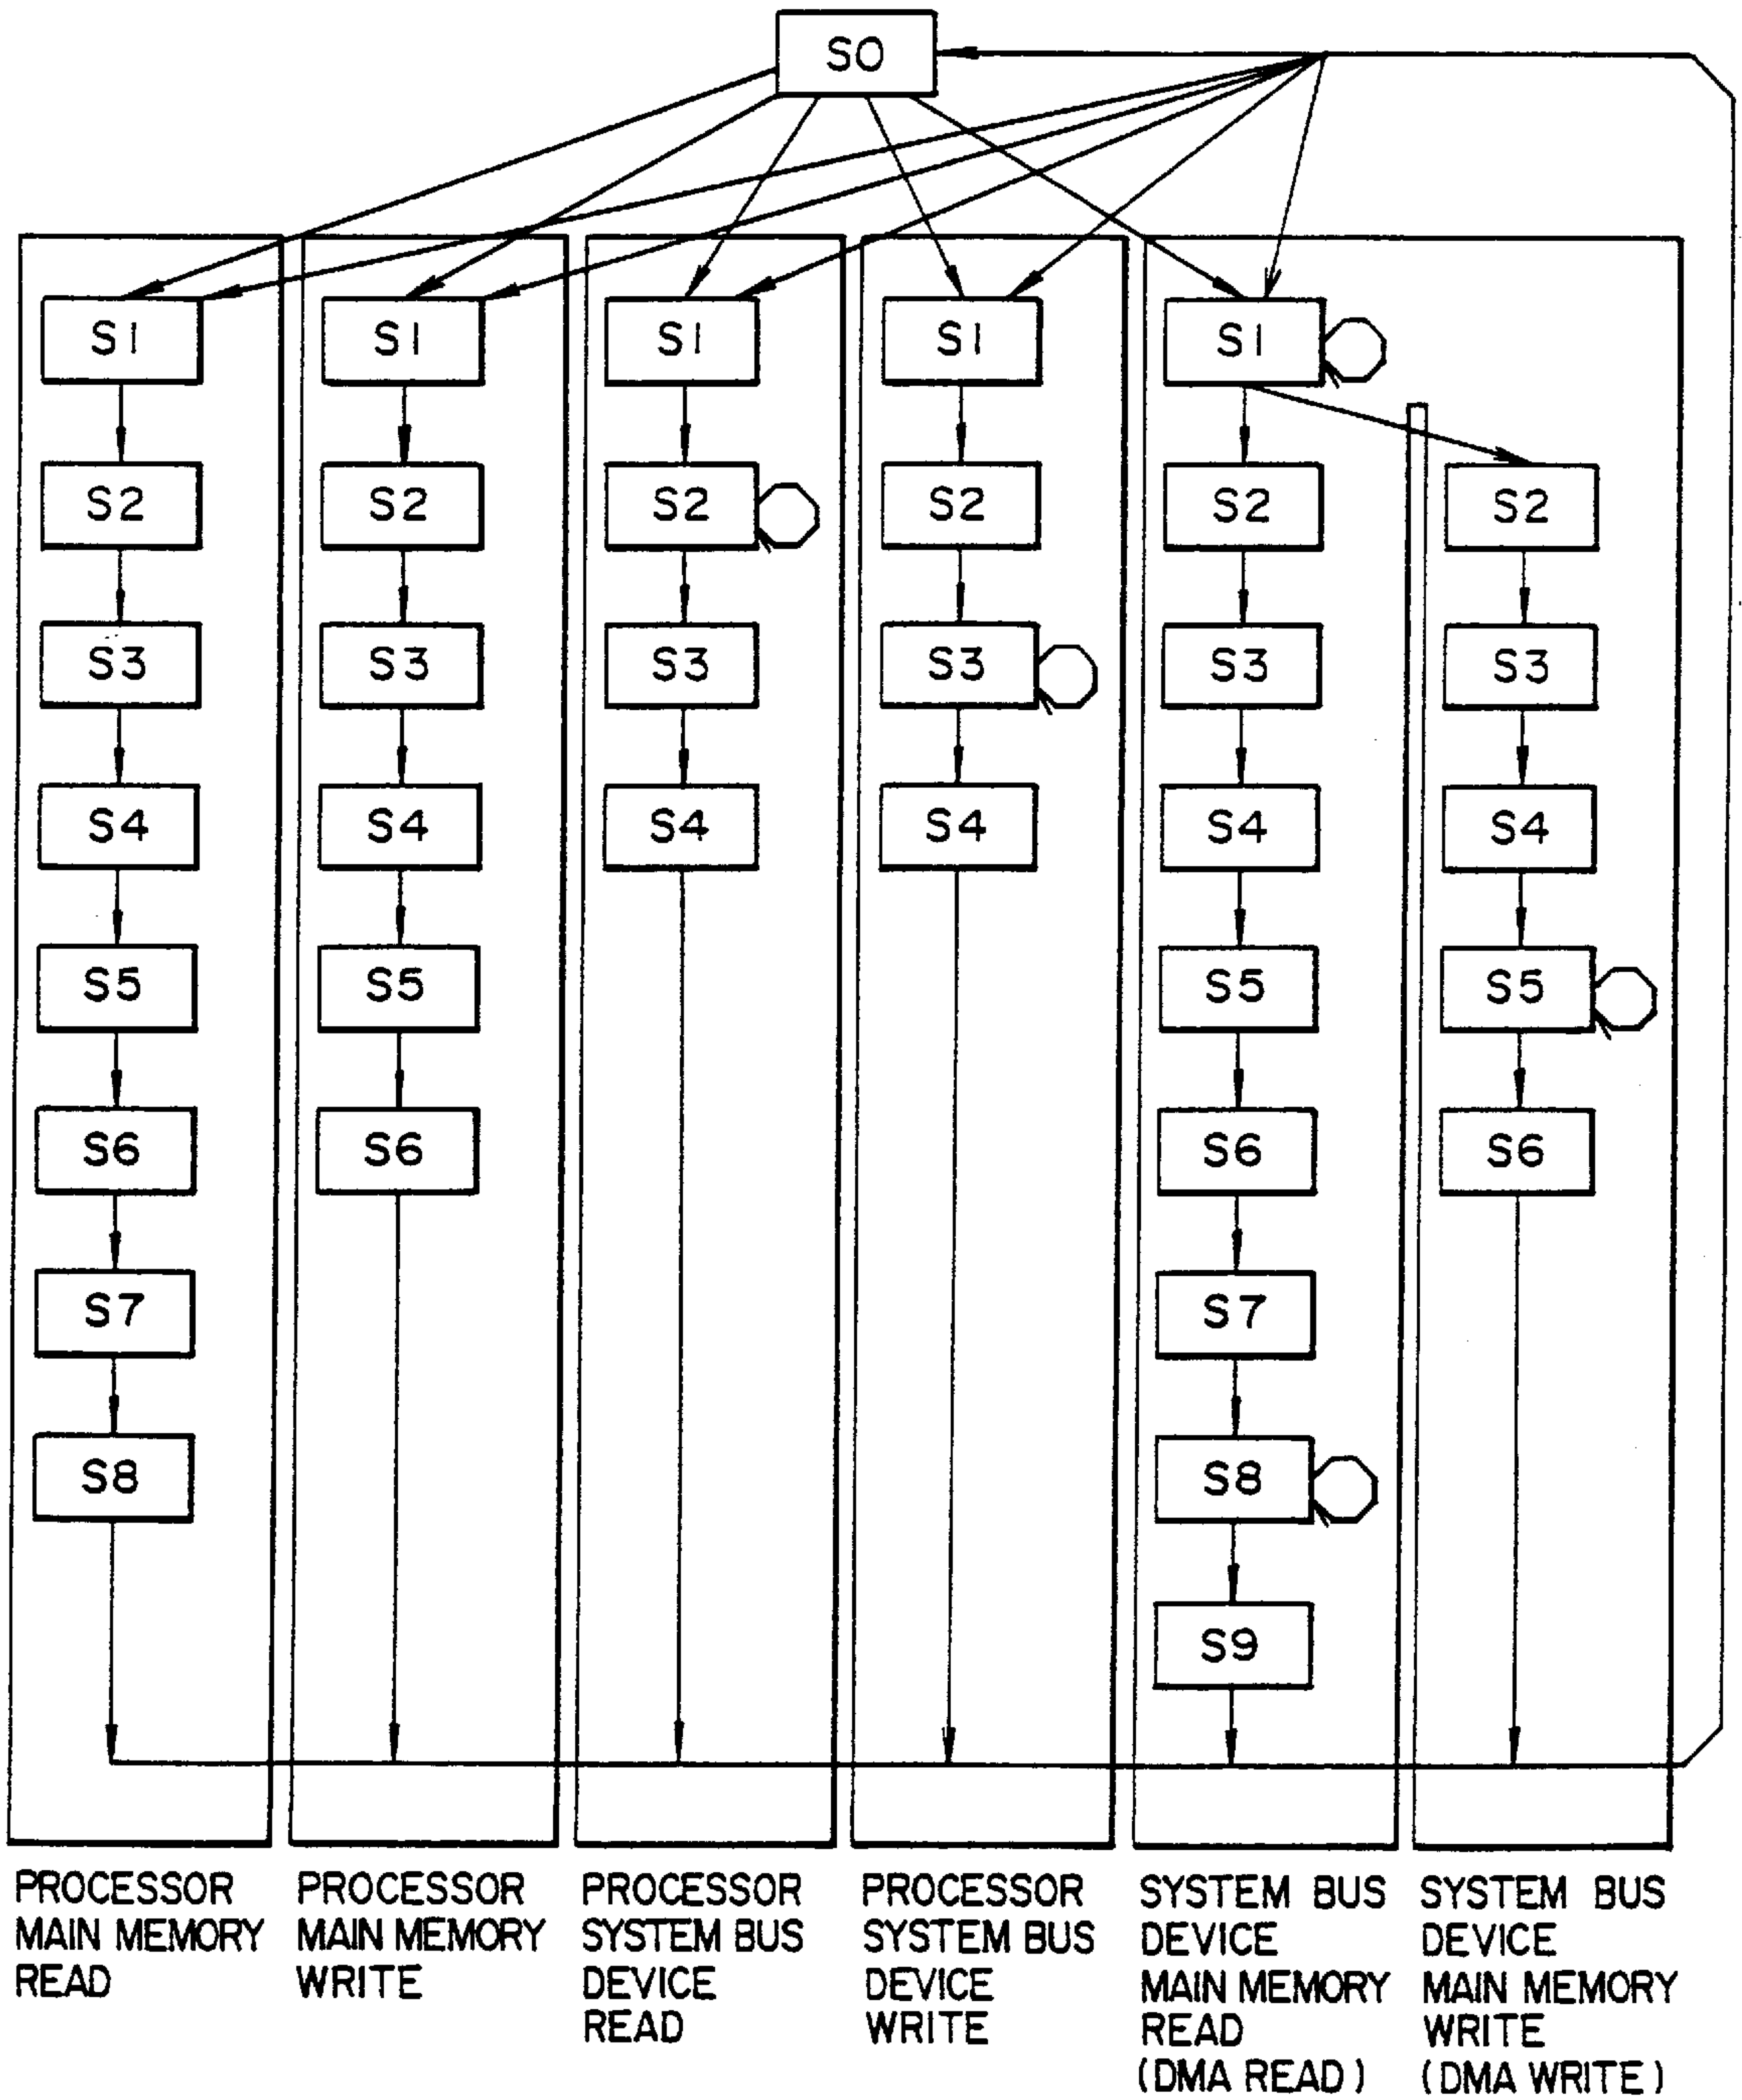 S0
S1
S1
S1
S1
S1
S2
S2
S2
S2
S2
S2
S3
S3
S3
S3
S3
S3
S4
S4
S4
S4
S4
S4
S5
S5
S5
S5
S6
S6
S6
S6
S7
S7
S8
S8
S9
PROCESSOR
MAIN MEMORY
READ
PROCESSOR
MAIN MEMORY
WRITE
PROCESSOR
SYSTEM BUS
DEVICE
READ
PROCESSOR
SYSTEM BUS
DEVICE
WRITE
SYSTEM BUS
DEVICE
MAIN MEMORY
READ
(DMA READ)
SYSTEM BUS
DEVICE
MAIN MEMORY
WRITE
(DMA WRITE)